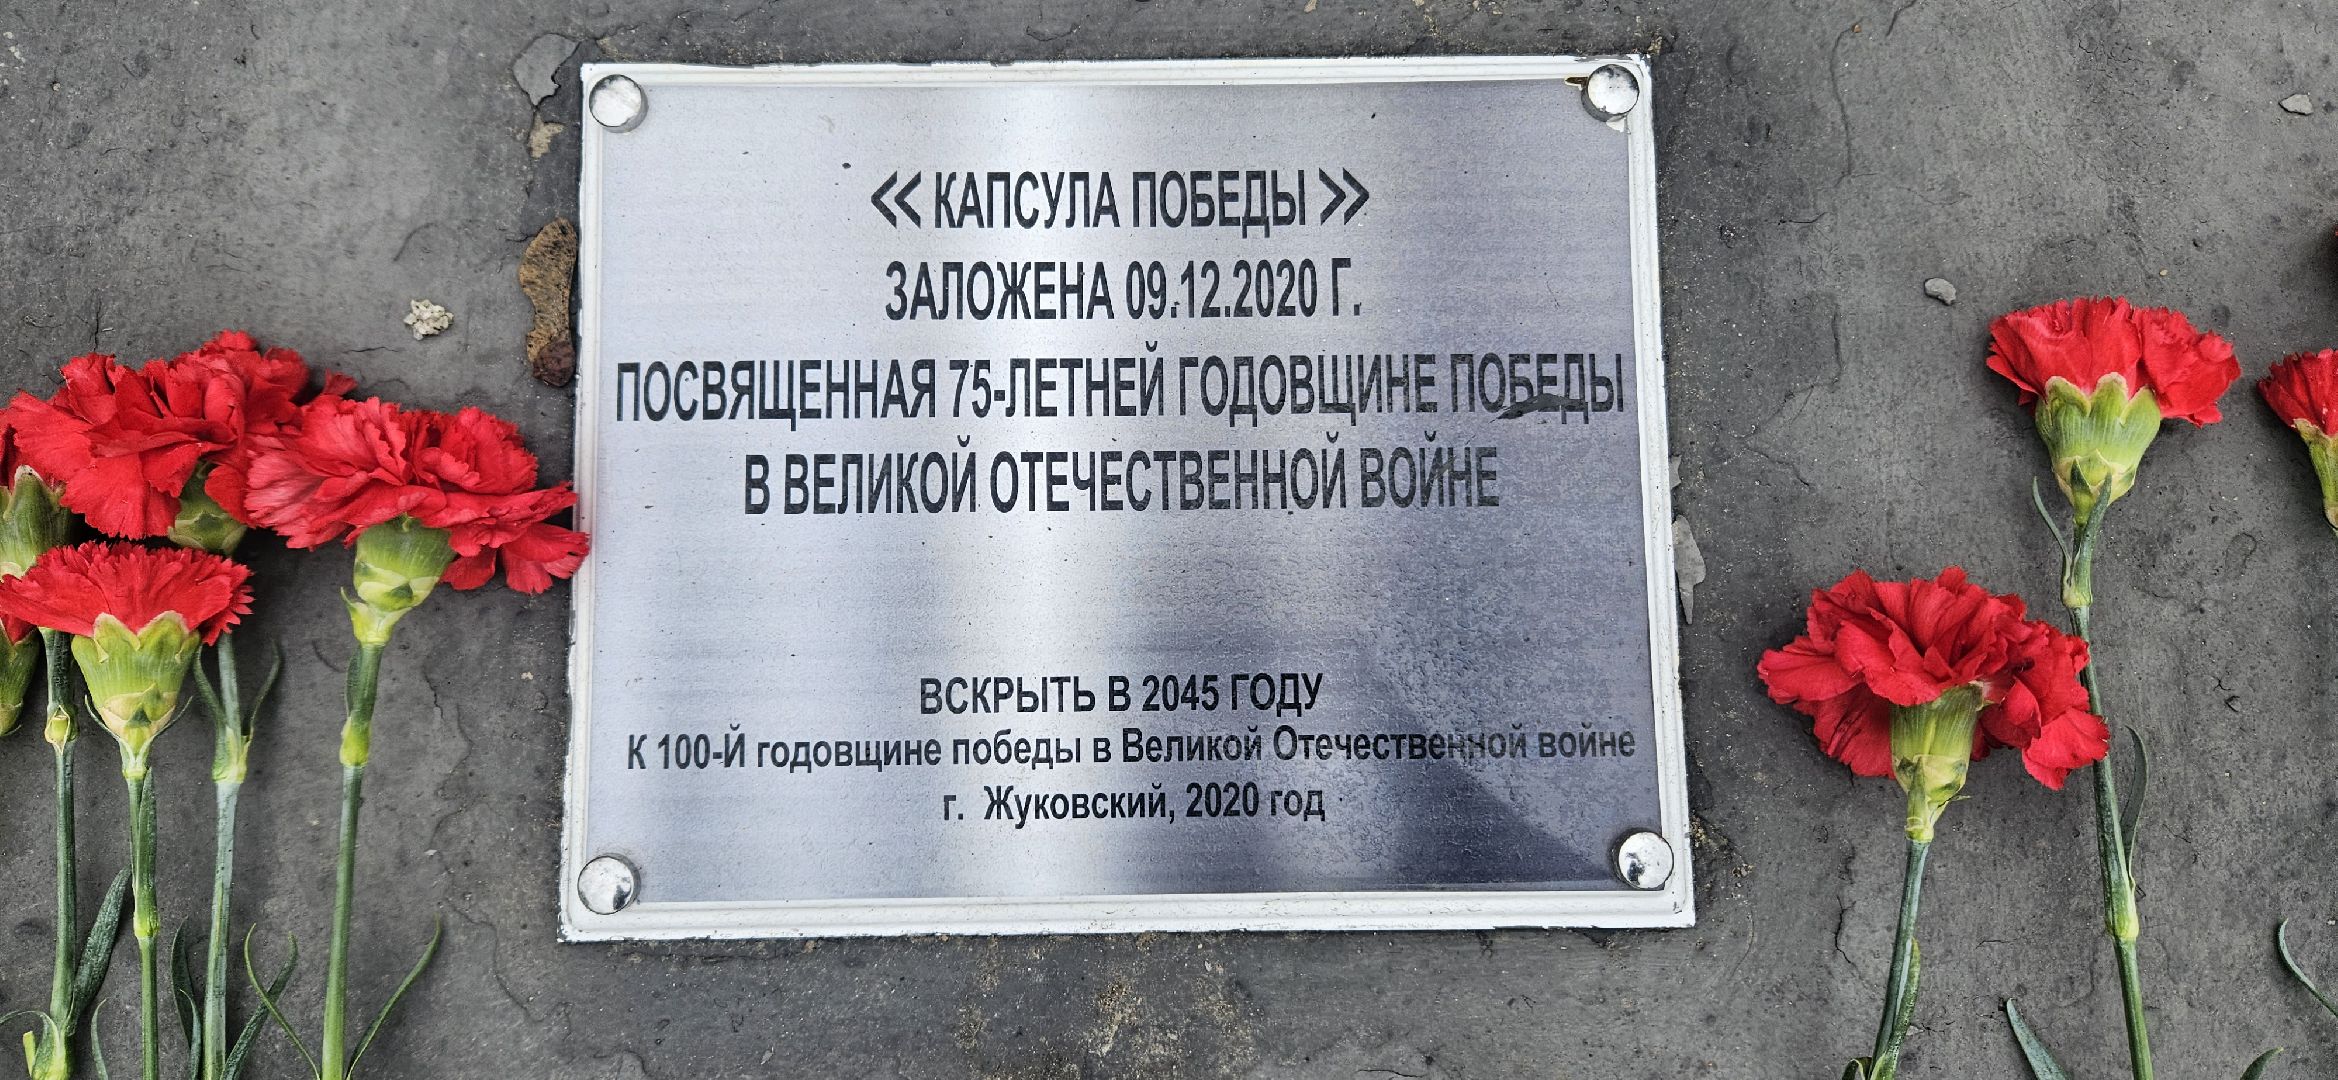 << КАПСУЛА ПОБЕДЫ >>
ЗАЛОЖЕНА 09.12.2020 Г.
ПОСВЯЩЕННАЯ 75-ЛЕТНЕЙ ГОДОВЩИНЕ ПОБЕДЫ
В ВЕЛИКОЙ ОТЕЧЕСТВЕННОЙ ВОЙНЕ
ВСКРЫТЬ В 2045 ГОДУ
К 100-Й годовщине победы в Великой Отечественной войне
г. Жуковский, 2020 год